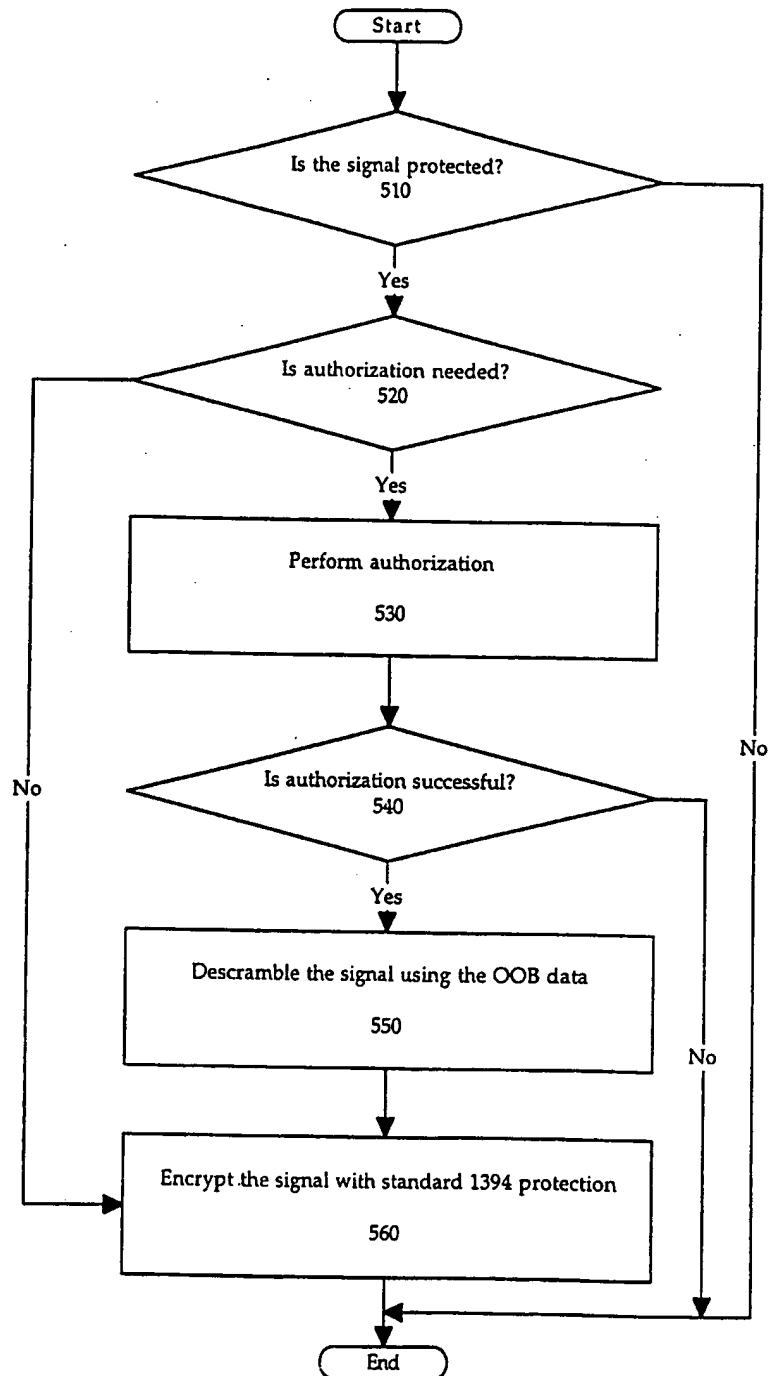 Start
Is the signal protected?
510
Yes
Is authorization needed?
520
Yes
Perform authorization
530
No
No
Is authorization successful?
540
Yes
Descramble the signal using the OOB data
550
No
Encrypt the signal with standard 1394 protection
560
End